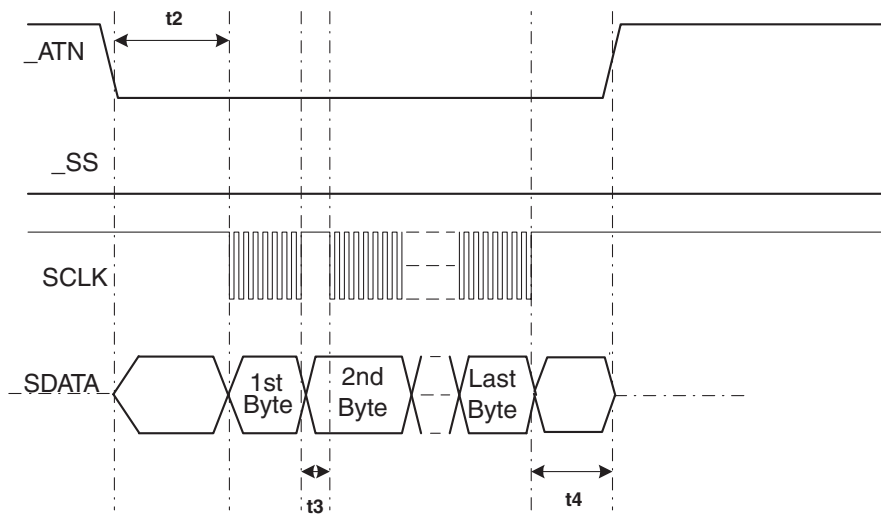 t2
_ATN
_SS
SCLK
_SDATA
1st
Byte
2nd
Byte
Last
Byte
t3
t4